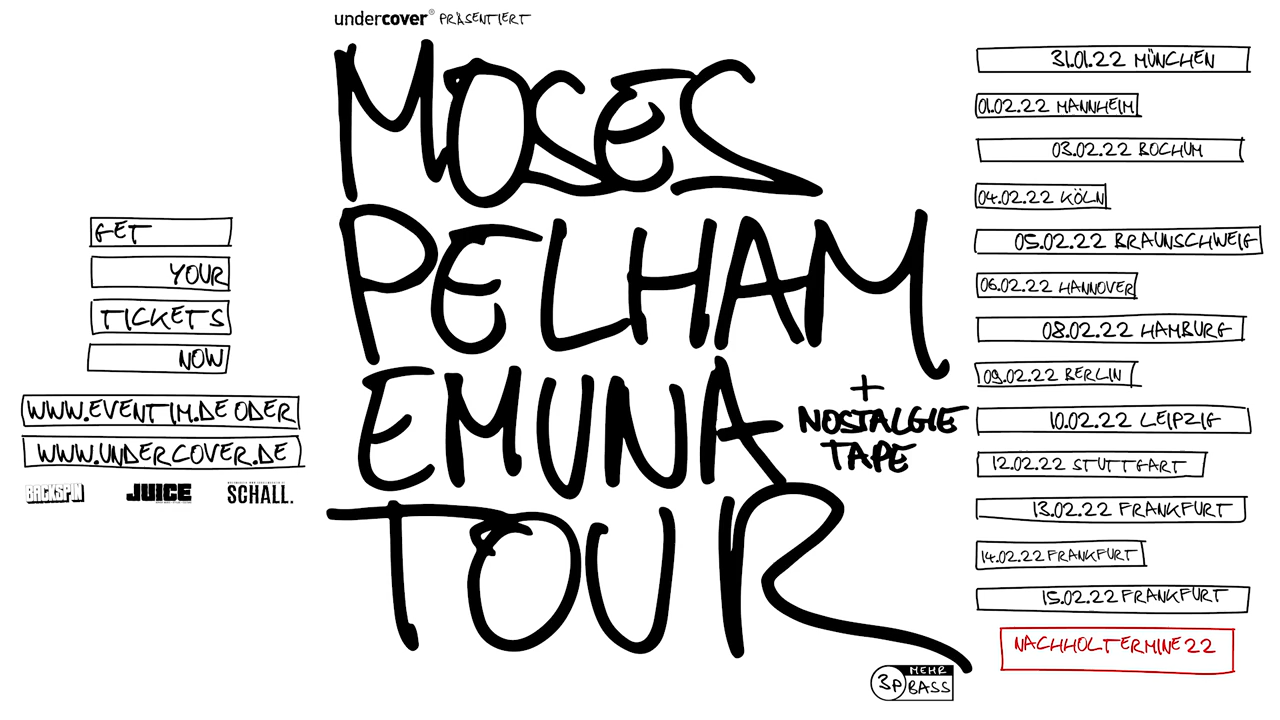 undercover® PRÄSENTIERT
MOSES
PELHAM
EMUNA
TOUR
+
NOSTALGIE
TAPE
GET
YOUR
TICKETS
NOW
WWW.EVENTIM.DE ODER
WWW.UNDERCOVER.DE
BACKSPIN
JUICE
SCHALL.
31.01.22 MÜNCHEN
01.02.22 MANNHEIM
03.02.22 BOCHUM
04.02.22 KÖLN
05.02.22 BRAUNSCHWEIG
06.02.22 HANNOVER
08.02.22 HAMBURG
09.02.22 BERLIN
10.02.22 LEIPZIG
12.02.22 STUTTGART
13.02.22 FRANKFURT
14.02.22 FRANKFURT
15.02.22 FRANKFURT
NACHHOLTERMINE 22
3P
MEHR
BASS